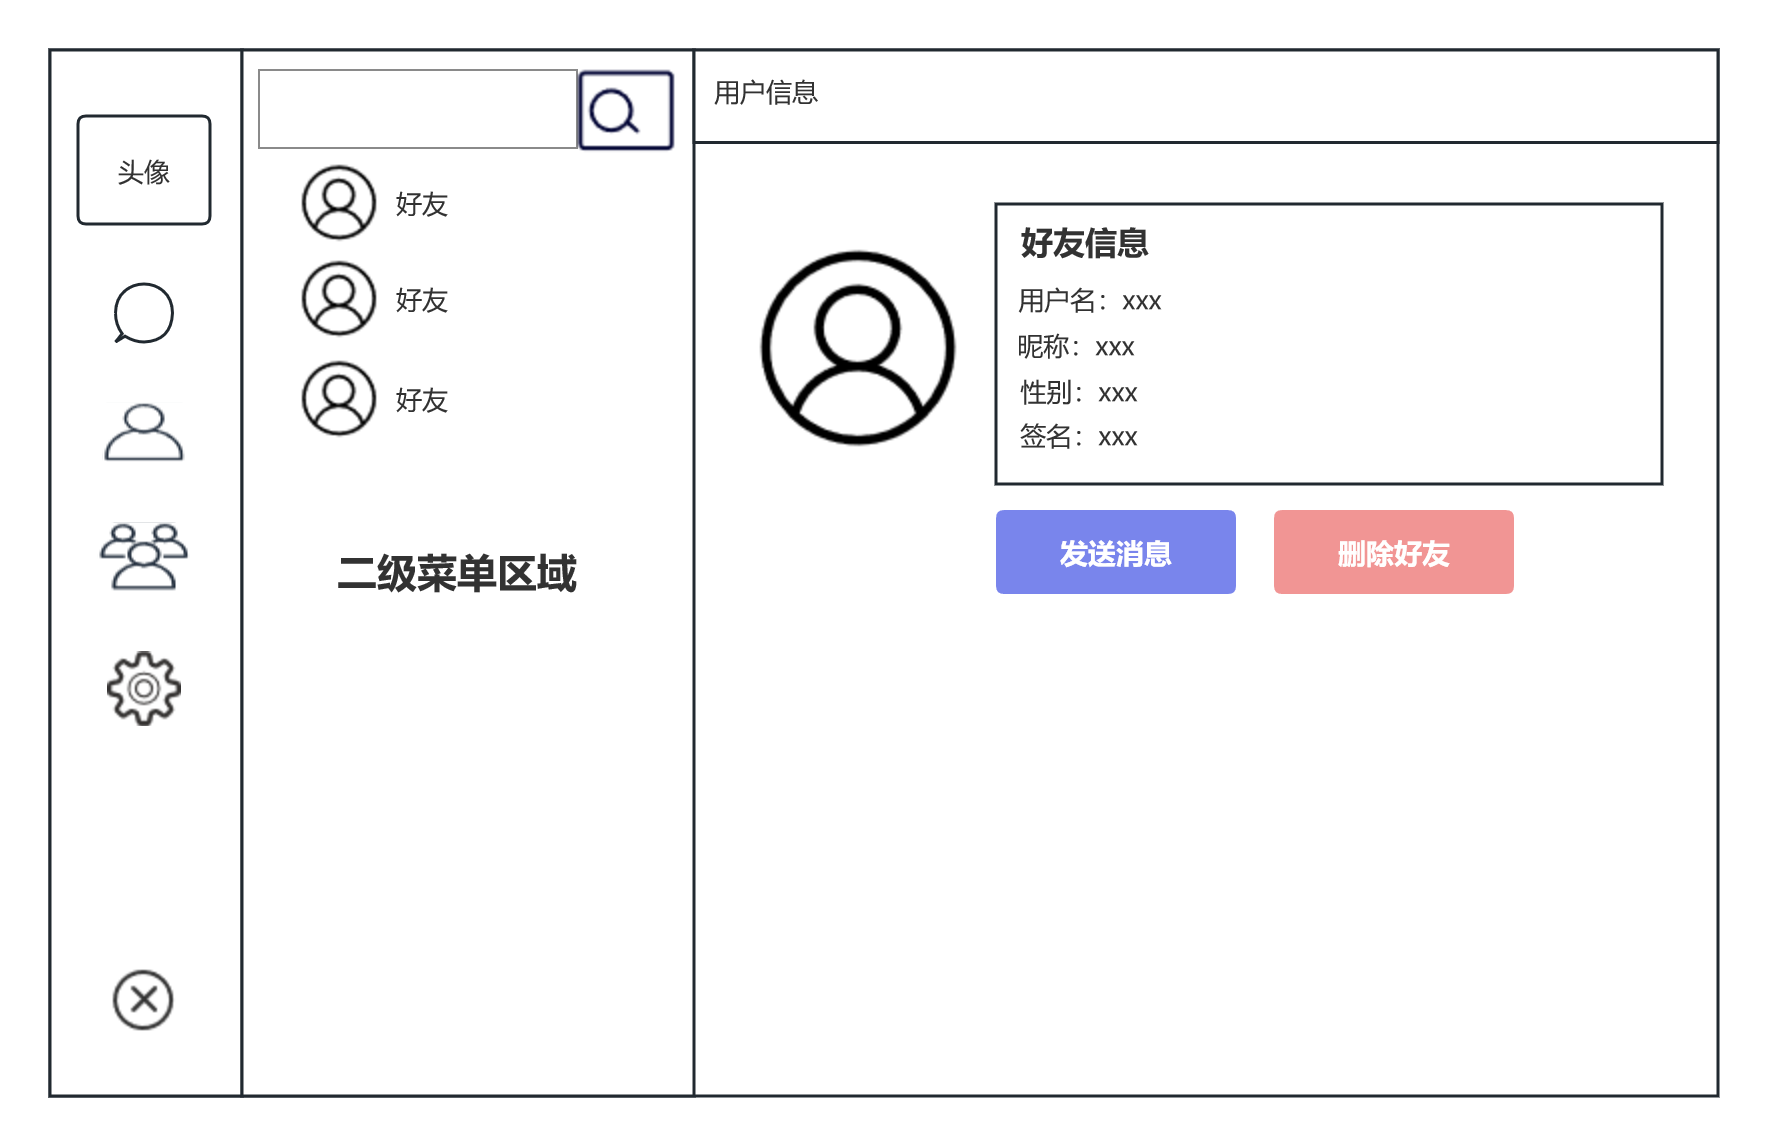 头像
好友
好友
好友
二级菜单区域
用户信息
好友信息
用户名：xxx
昵称：xxx
性别：xxx
签名：xxx
发送消息
删除好友